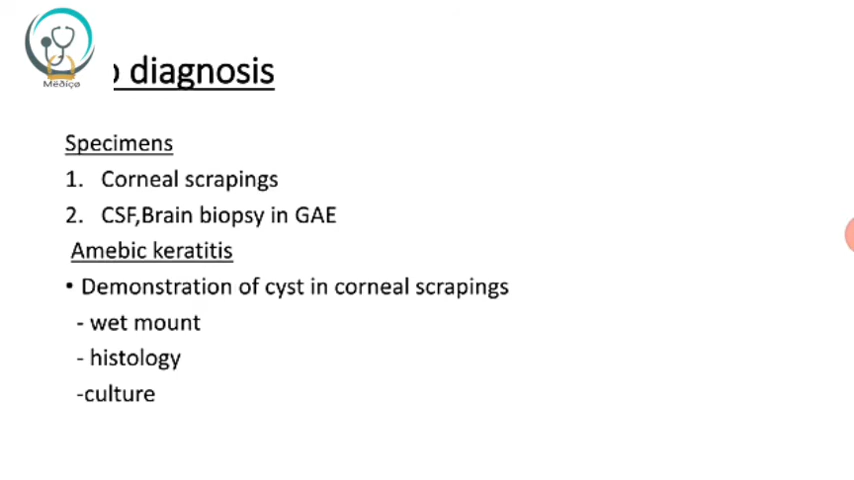 Mëðiçø
diagnosis
Specimens
1. Corneal scrapings
2. CSF,Brain biopsy in GAE
Amebic keratitis
• Demonstration of cyst in corneal scrapings
- wet mount
- histology
-culture